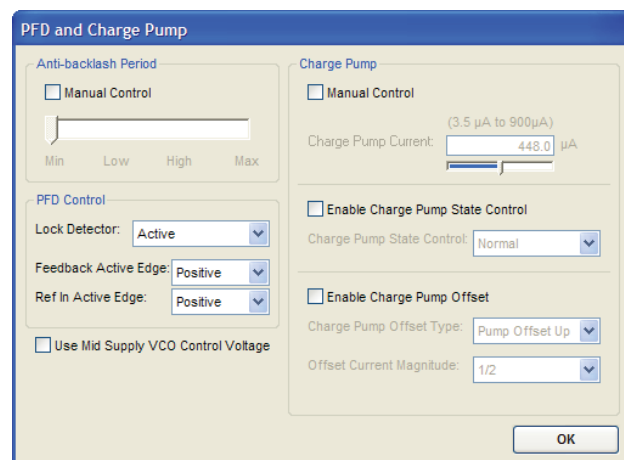 PFD and Charge Pump
Anti-backlash Period
Manual Control
Min Low High Max
PFD Control
Lock Detector: Active
Feedback Active Edge: Positive
Ref In Active Edge: Positive
Use Mid Supply VCO Control Voltage
Charge Pump
Manual Control
(3.5 µA to 900µA)
Charge Pump Current: 448.0 µA
Enable Charge Pump State Control
Charge Pump State Control: Normal
Enable Charge Pump Offset
Charge Pump Offset Type: Pump Offset Up
Offset Current Magnitude: 1/2
OK